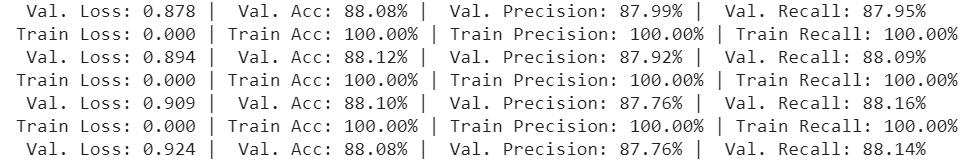 Val. Loss: 0.878 |  Val. Acc: 88.08% |  Val. Precision: 87.99% |  Val. Recall: 87.95%
Train Loss: 0.000 | Train Acc: 100.00% | Train Precision: 100.00% | Train Recall: 100.00%
Val. Loss: 0.894 |  Val. Acc: 88.12% |  Val. Precision: 87.92% |  Val. Recall: 88.09%
Train Loss: 0.000 | Train Acc: 100.00% | Train Precision: 100.00% | Train Recall: 100.00%
Val. Loss: 0.909 |  Val. Acc: 88.10% |  Val. Precision: 87.76% |  Val. Recall: 88.16%
Train Loss: 0.000 | Train Acc: 100.00% | Train Precision: 100.00% | Train Recall: 100.00%
Val. Loss: 0.924 |  Val. Acc: 88.08% |  Val. Precision: 87.76% |  Val. Recall: 88.14%